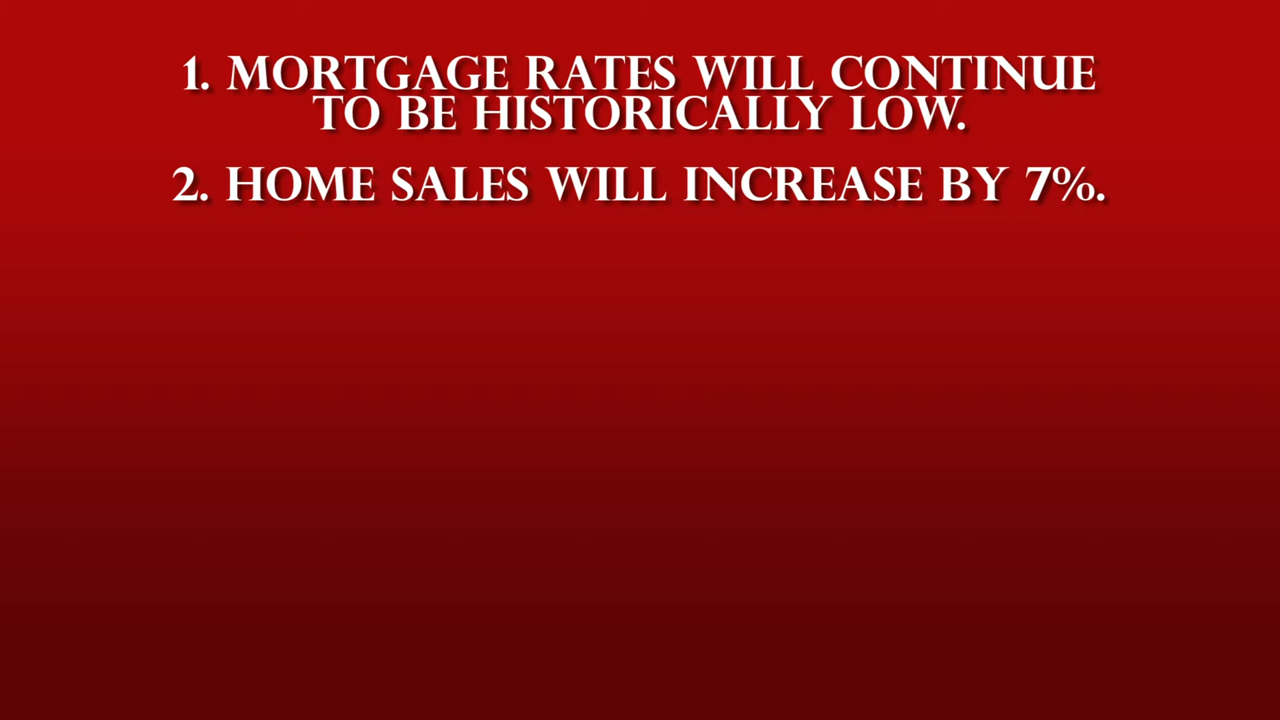 1. MORTGAGE RATES WILL CONTINUE
TO BE HISTORICALLY LOW.
2. HOME SALES WILL INCREASE BY 7%.